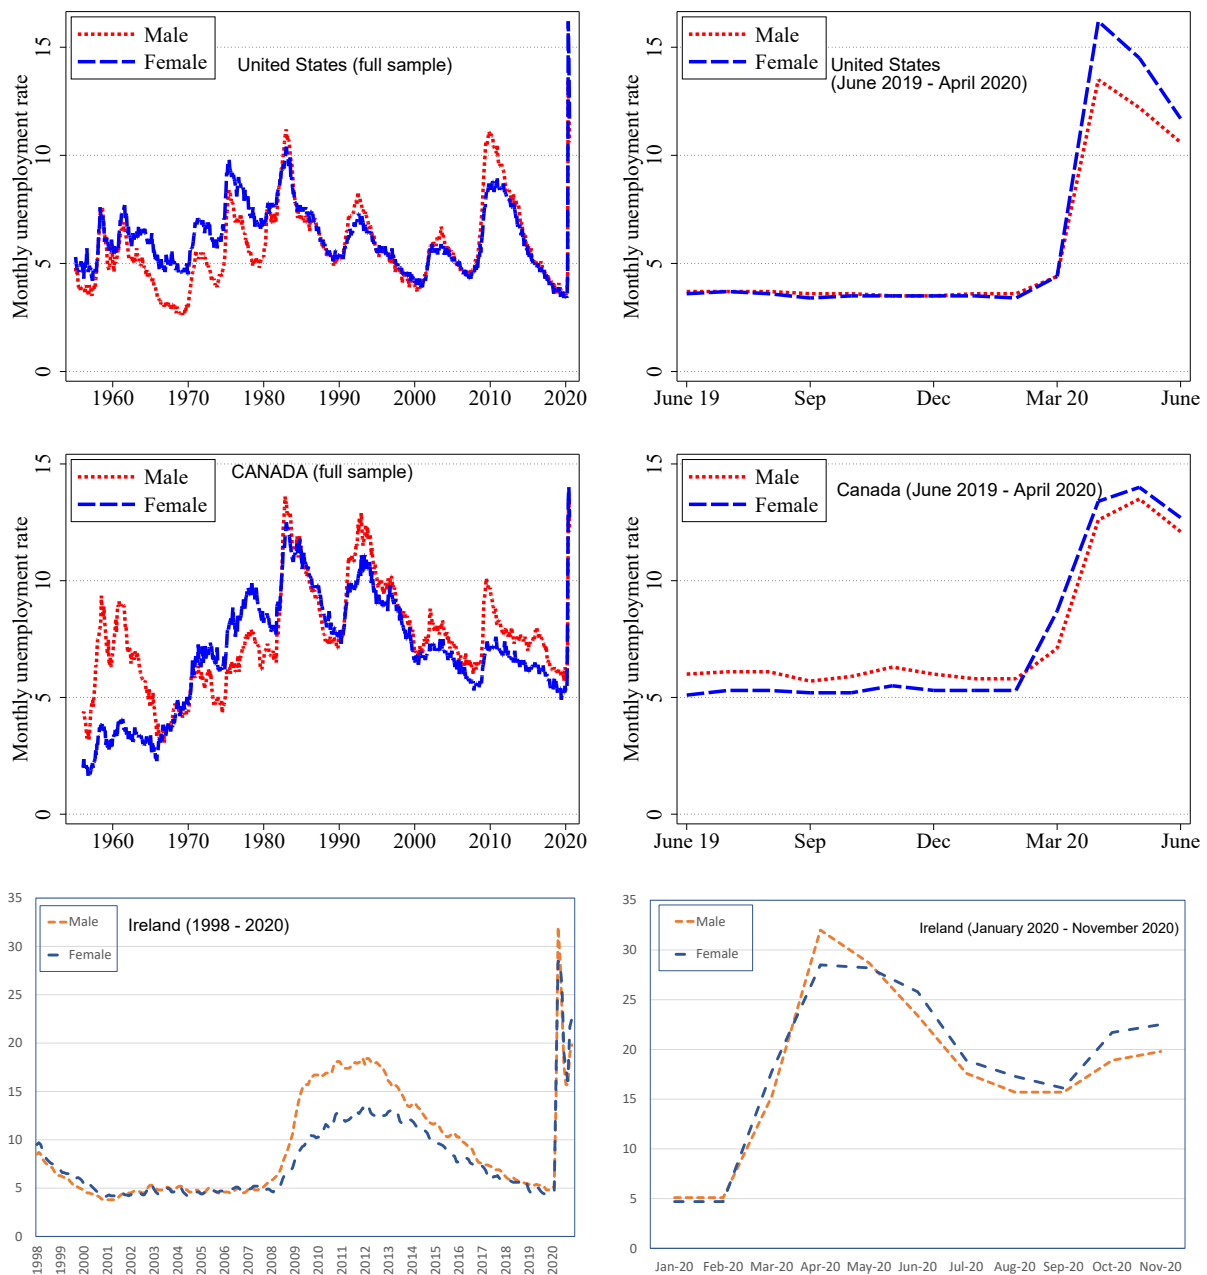 Male
Female
United States (full sample)
Monthly unemployment rate
15
10
5
0
1960 1970 1980 1990 2000 2010 2020
Male
Female
United States
(June 2019 - April 2020)
Monthly unemployment rate
15
10
5
0
June 19 Sep Dec Mar 20 June
Male
Female
CANADA (full sample)
Monthly unemployment rate
15
10
5
0
1960 1970 1980 1990 2000 2010 2020
Male
Female
Canada (June 2019 - April 2020)
Monthly unemployment rate
15
10
5
0
June 19 Sep Dec Mar 20 June
Male
Female
Ireland (1998 - 2020)
35
30
25
20
15
10
5
0
1998 1999 2000 2001 2002 2003 2004 2005 2006 2007 2008 2009 2010 2011 2012 2013 2014 2015 2016 2017 2018 2019 2020
Male
Female
Ireland (January 2020 - November 2020)
35
30
25
20
15
10
5
0
Jan-20 Feb-20 Mar-20 Apr-20 May-20 Jun-20 Jul-20 Aug-20 Sep-20 Oct-20 Nov-20